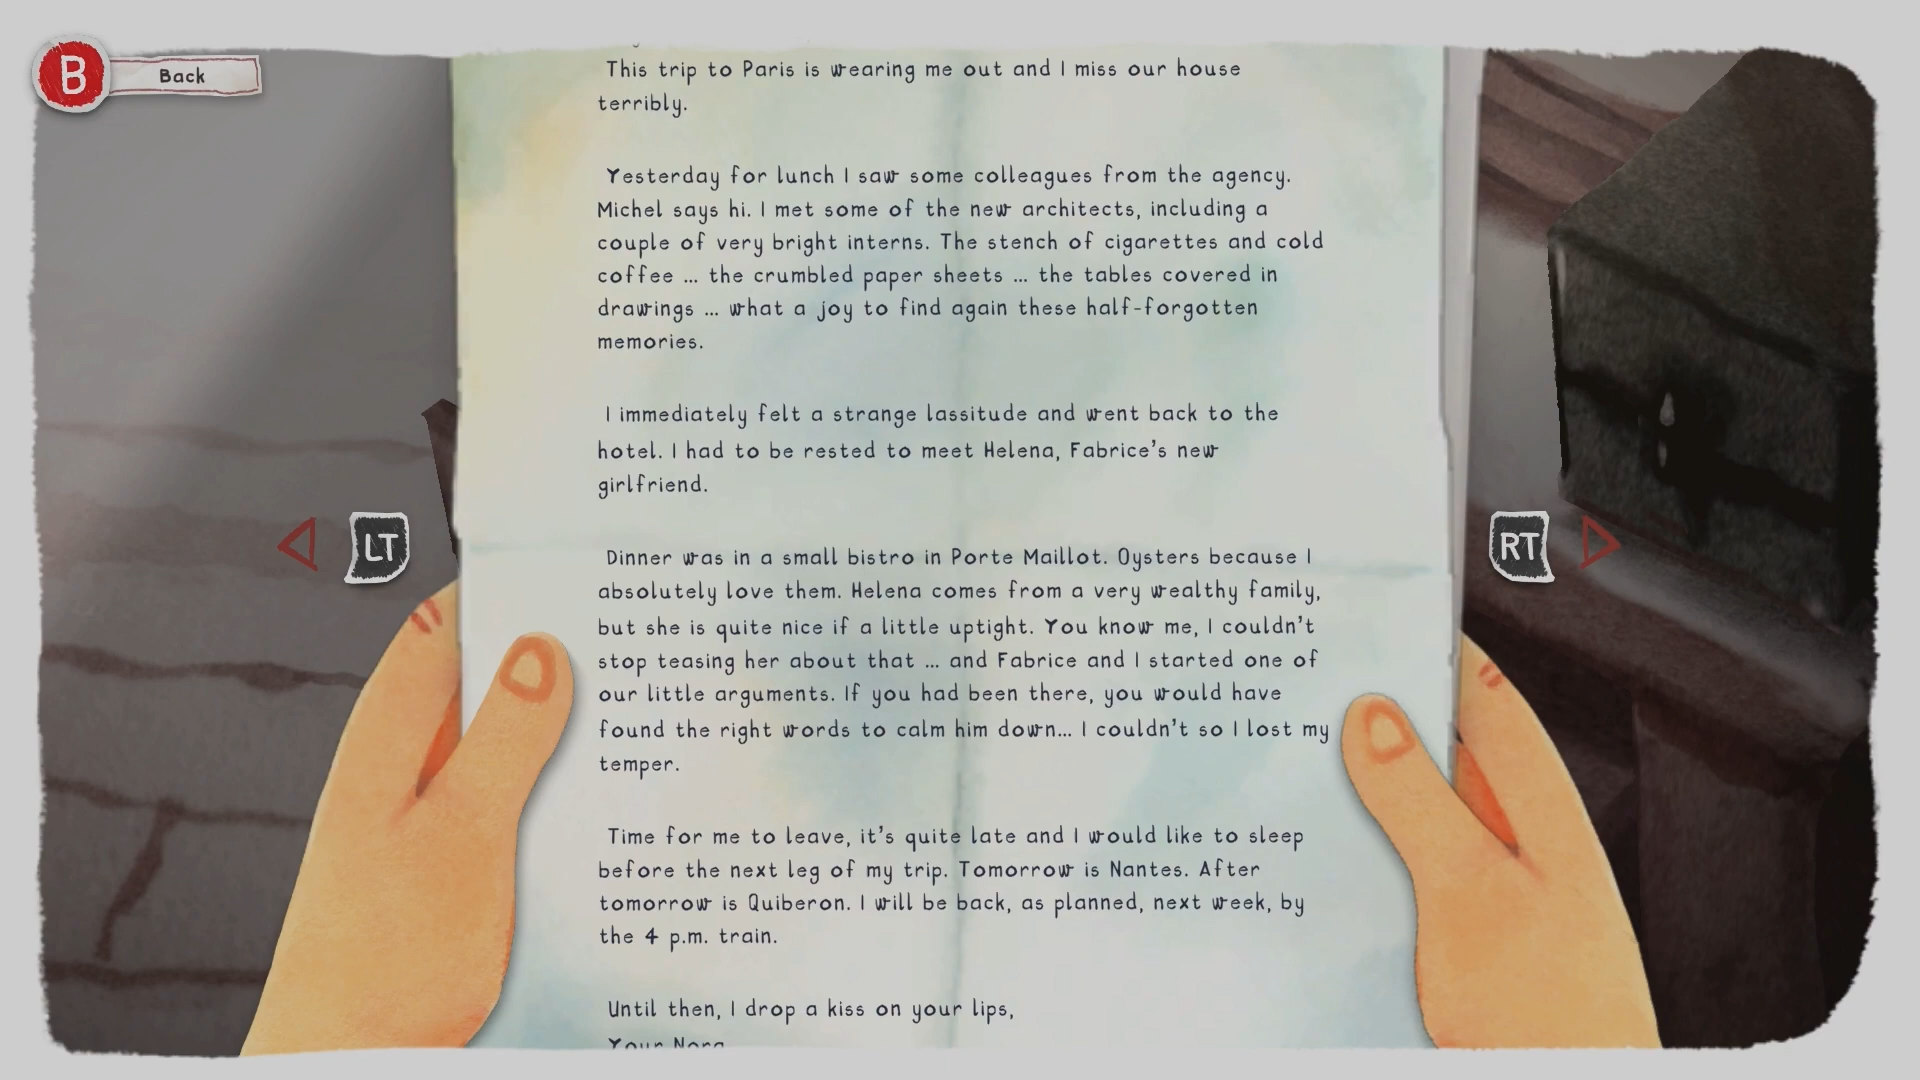 B Back
This trip to Paris is wearing me out and I miss our house
terribly.
Yesterday for lunch I saw some colleagues from the agency.
Michel says hi. I met some of the new architects, including a
couple of very bright interns. The stench of cigarettes and cold
coffee ... the crumbled paper sheets ... the tables covered in
drawings ... what a joy to find again these half-forgotten
memories.
I immediately felt a strange lassitude and went back to the
hotel. I had to be rested to meet Helena, Fabrice's new
girlfriend.
LT
RT
Dinner was in a small bistro in Porte Maillot. Oysters because I
absolutely love them. Helena comes from a very wealthy family,
but she is quite nice if a little uptight. You know me, I couldn't
stop teasing her about that ... and Fabrice and I started one of
our little arguments. If you had been there, you would have
found the right words to calm him down... I couldn't so I lost my
temper.
Time for me to leave, it's quite late and I would like to sleep
before the next leg of my trip. Tomorrow is Nantes. After
tomorrow is Quiberon. I will be back, as planned, next week, by
the 4 p.m. train.
Until then, I drop a kiss on your lips,
Your Nora